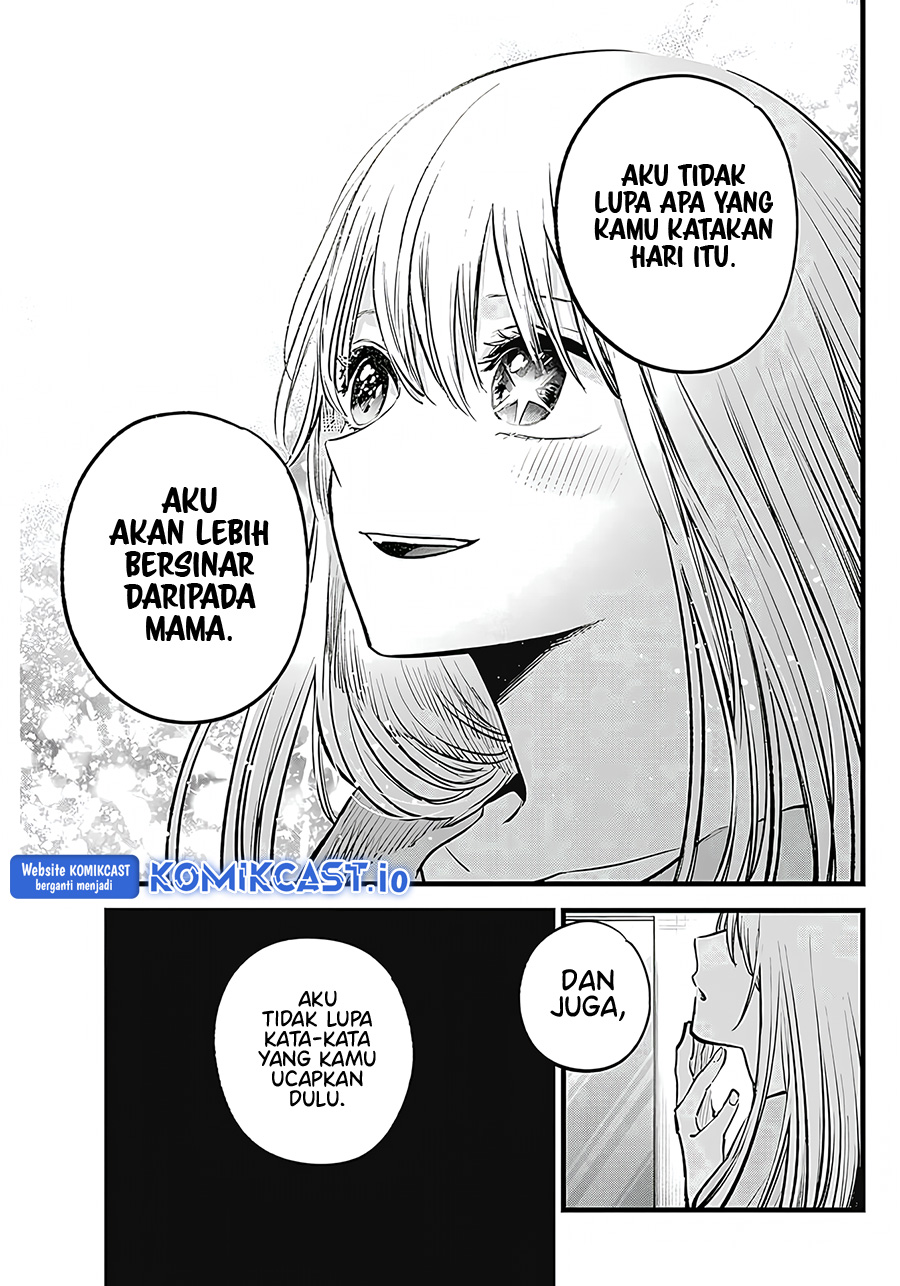 AKU TIDAK
LUPA APA YANG
KAMU KATAKAN
HARI ITU.
AKU
AKAN LEBIH
BERSINAR
DARIPADA
MAMA.
Website KOMIKCAST
berganti menjadi
KOMIKCAST.io
DAN
JUGA,
AKU
TIDAK LUPA
KATA-KATA
YANG KAMU
UCAPKAN
DULU.